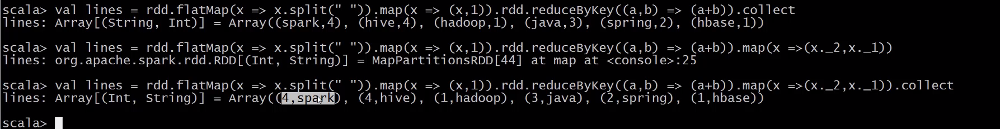 scala> val lines = rdd.flatMap(x => x.split(" ")).map(x => (x,1)).rdd.reduceByKey((a,b) => (a+b)).collect
lines: Array[(String, Int)] = Array((spark,4), (hive,4), (hadoop,1), (java,3), (spring,2), (hbase,1))
scala> val lines = rdd.flatMap(x => x.split(" ")).map(x => (x,1)).rdd.reduceByKey((a,b) => (a+b)).map(x =>(x._2,x._1))
lines: org.apache.spark.rdd.RDD[(Int, String)] = MapPartitionsRDD[44] at map at <console>:25
scala> val lines = rdd.flatMap(x => x.split(" ")).map(x => (x,1)).rdd.reduceByKey((a,b) => (a+b)).map(x =>(x._2,x._1)).collect
lines: Array[(Int, String)] = Array((4,spark), (4,hive), (1,hadoop), (3,java), (2,spring), (1,hbase))
scala>